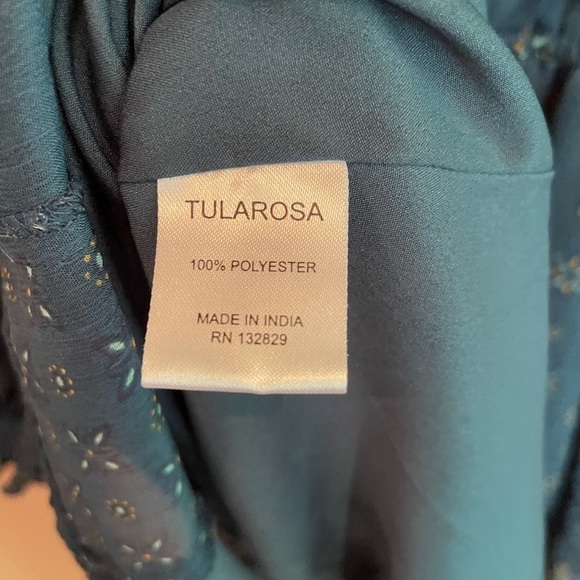 TULAROSA
100% POLYESTER
MADE IN INDIA
RN 132829